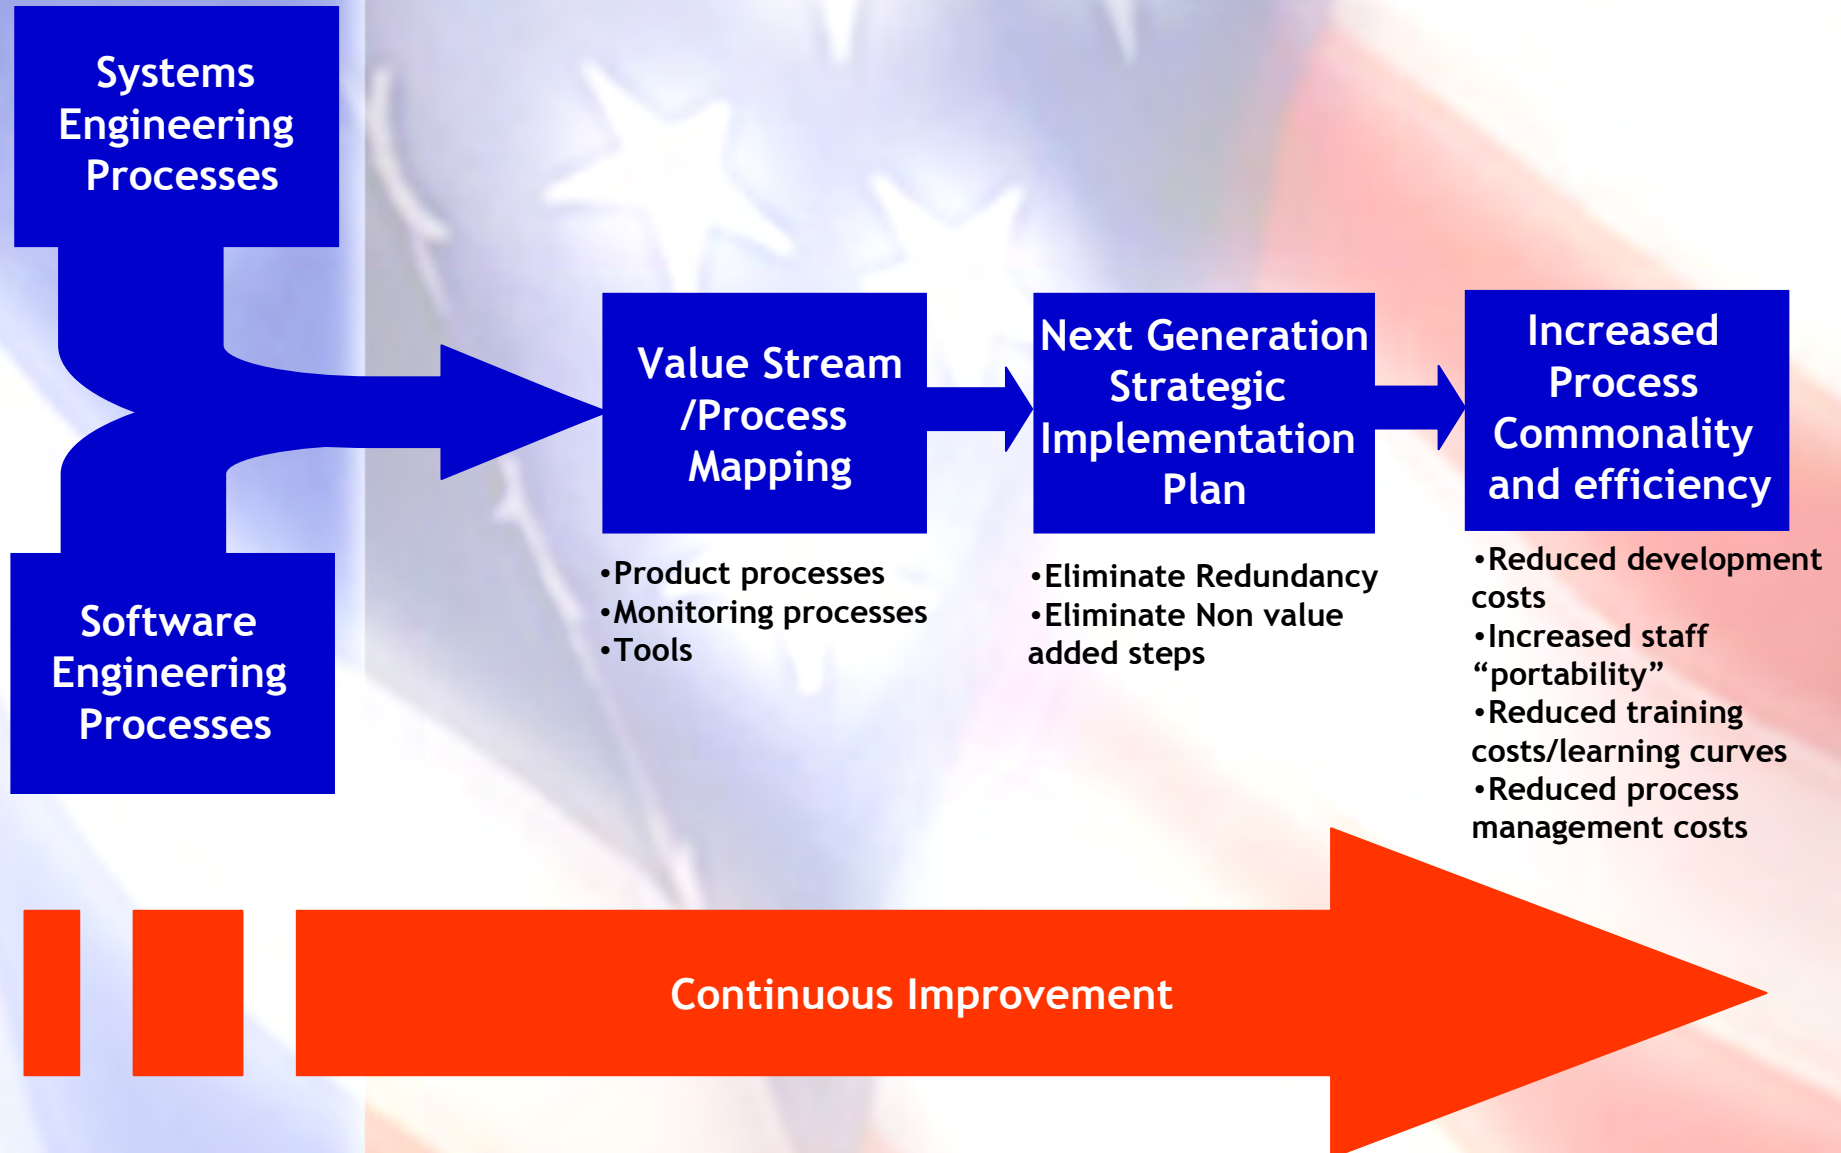 Systems
Engineering
Processes
Software
Engineering
Processes
Value Stream
/Process
Mapping
•Product processes
•Monitoring processes
•Tools
Next Generation
Strategic
Implementation
Plan
•Eliminate Redundancy
•Eliminate Non value
added steps
Increased
Process
Commonality
and efficiency
•Reduced development
costs
•Increased staff
“portability”
•Reduced training
costs/learning curves
•Reduced process
management costs
Continuous Improvement